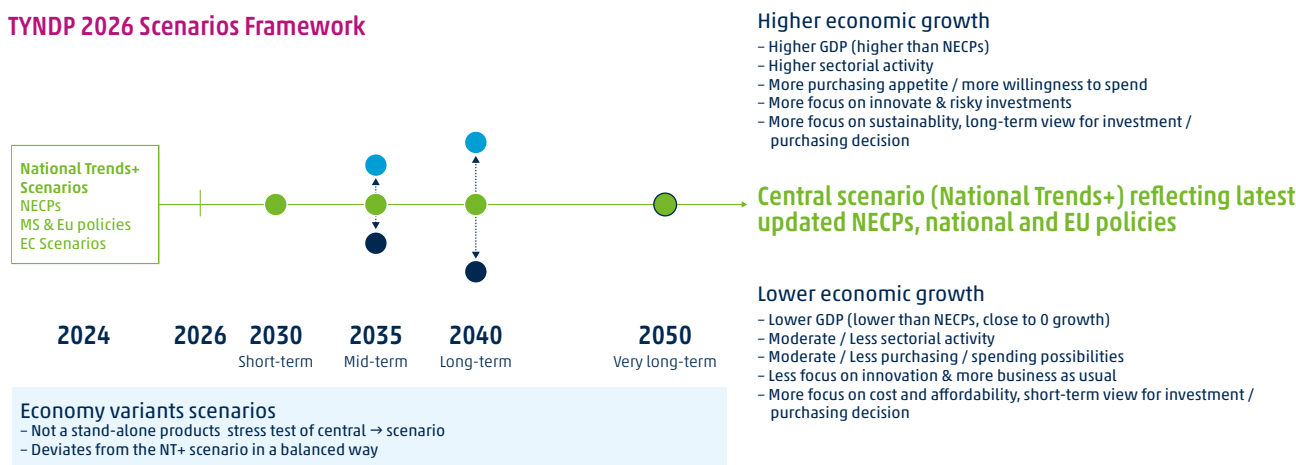 TYNDP 2026 Scenarios Framework
National Trends+
Scenarios
NECPs
MS & Eu policies
EC Scenarios
2024
2026
2030
Short-term
2035
Mid-term
2040
Long-term
2050
Very long-term
Economy variants scenarios
– Not a stand-alone products stress test of central → scenario
– Deviates from the NT+ scenario in a balanced way
Higher economic growth
– Higher GDP (higher than NECPs)
– Higher sectorial activity
– More purchasing appetite / more willingness to spend
– More focus on innovate & risky investments
– More focus on sustainablity, long-term view for investment /
purchasing decision
Central scenario (National Trends+) reflecting latest
updated NECPs, national and EU policies
Lower economic growth
– Lower GDP (lower than NECPs, close to 0 growth)
– Moderate / Less sectorial activity
– Moderate / Less purchasing / spending possibilities
– Less focus on innovation & more business as usual
– More focus on cost and affordability, short-term view for investment /
purchasing decision